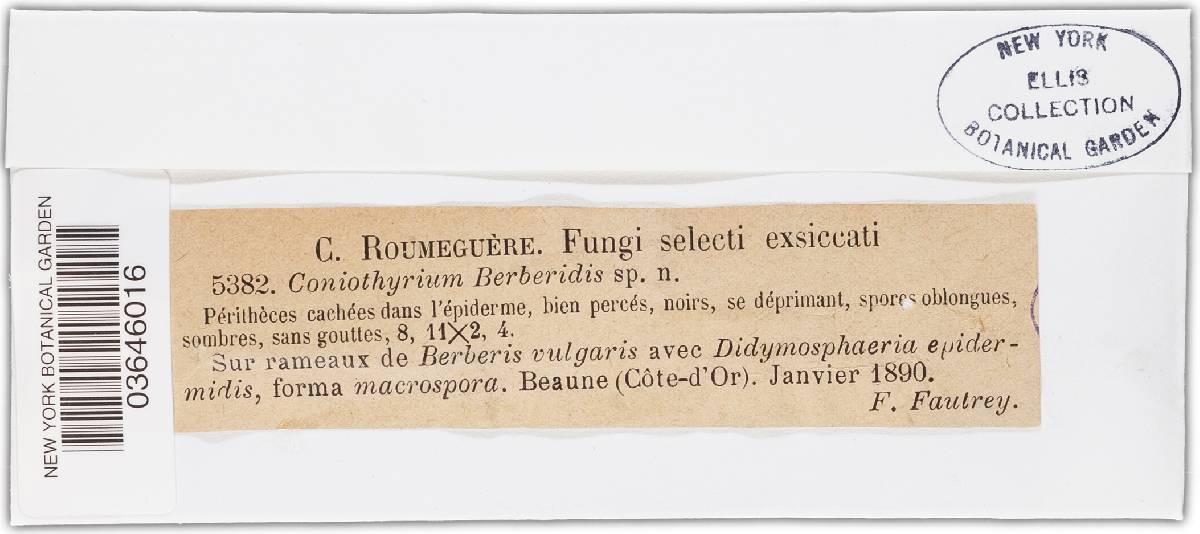 NEW YORK
ELLIS
COLLECTION
BOTANICAL GARDEN
NEW YORK BOTANICAL GARDEN
03646016
C. ROUMEGUÈRE. Fungi selecti exsiccati
5382. Coniothyrium Berberidis sp. n.
Périthèces cachées dans l'épiderme, bien percés, noirs, se déprimant, spores oblongues,
sombres, sans gouttes, 8, 11×2, 4.
Sur rameaux de Berberis vulgaris avec Didymosphaeria epider-
midis, forma macrospora. Beaune (Côte-d'Or). Janvier 1890.
F. Fautrey.